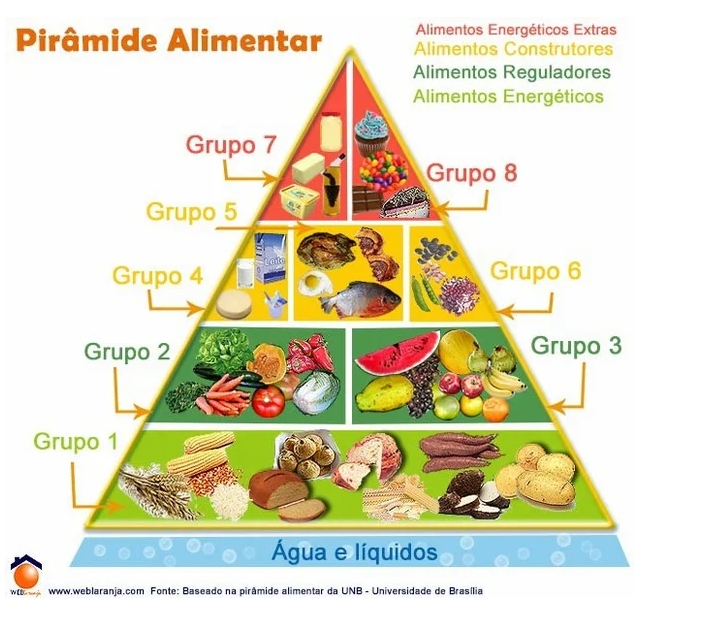 Pirâmide Alimentar
Alimentos Energéticos Extras
Alimentos Construtores
Alimentos Reguladores
Alimentos Energéticos
Grupo 7
Grupo 8
Grupo 5
Grupo 4
Grupo 6
Leite
Grupo 2
Grupo 3
Grupo 1
Água e líquidos
WEBlaranja
www.weblaranja.com Fonte: Baseado na pirâmide alimentar da UNB - Universidade de Brasília